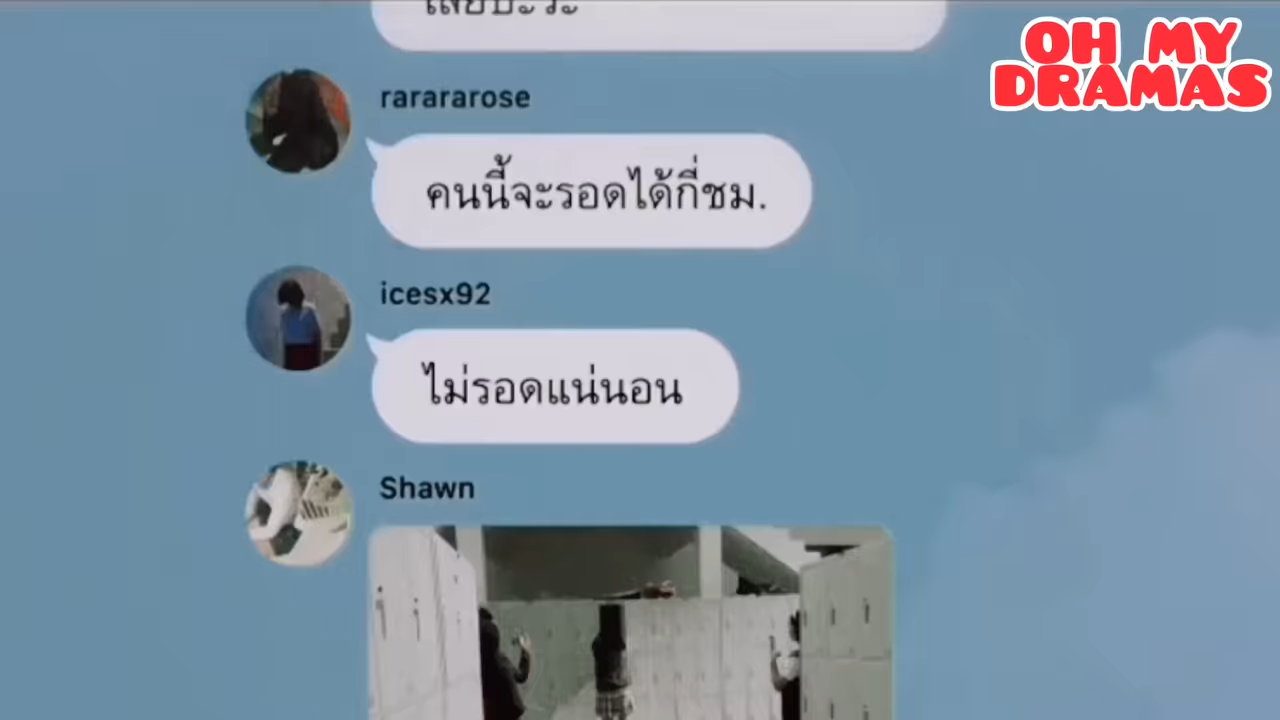 OH MY
DRAMAS
rarararose
คนนี้จะรอดได้กี่ชม.
icesx92
ไม่รอดแน่นอน
Shawn